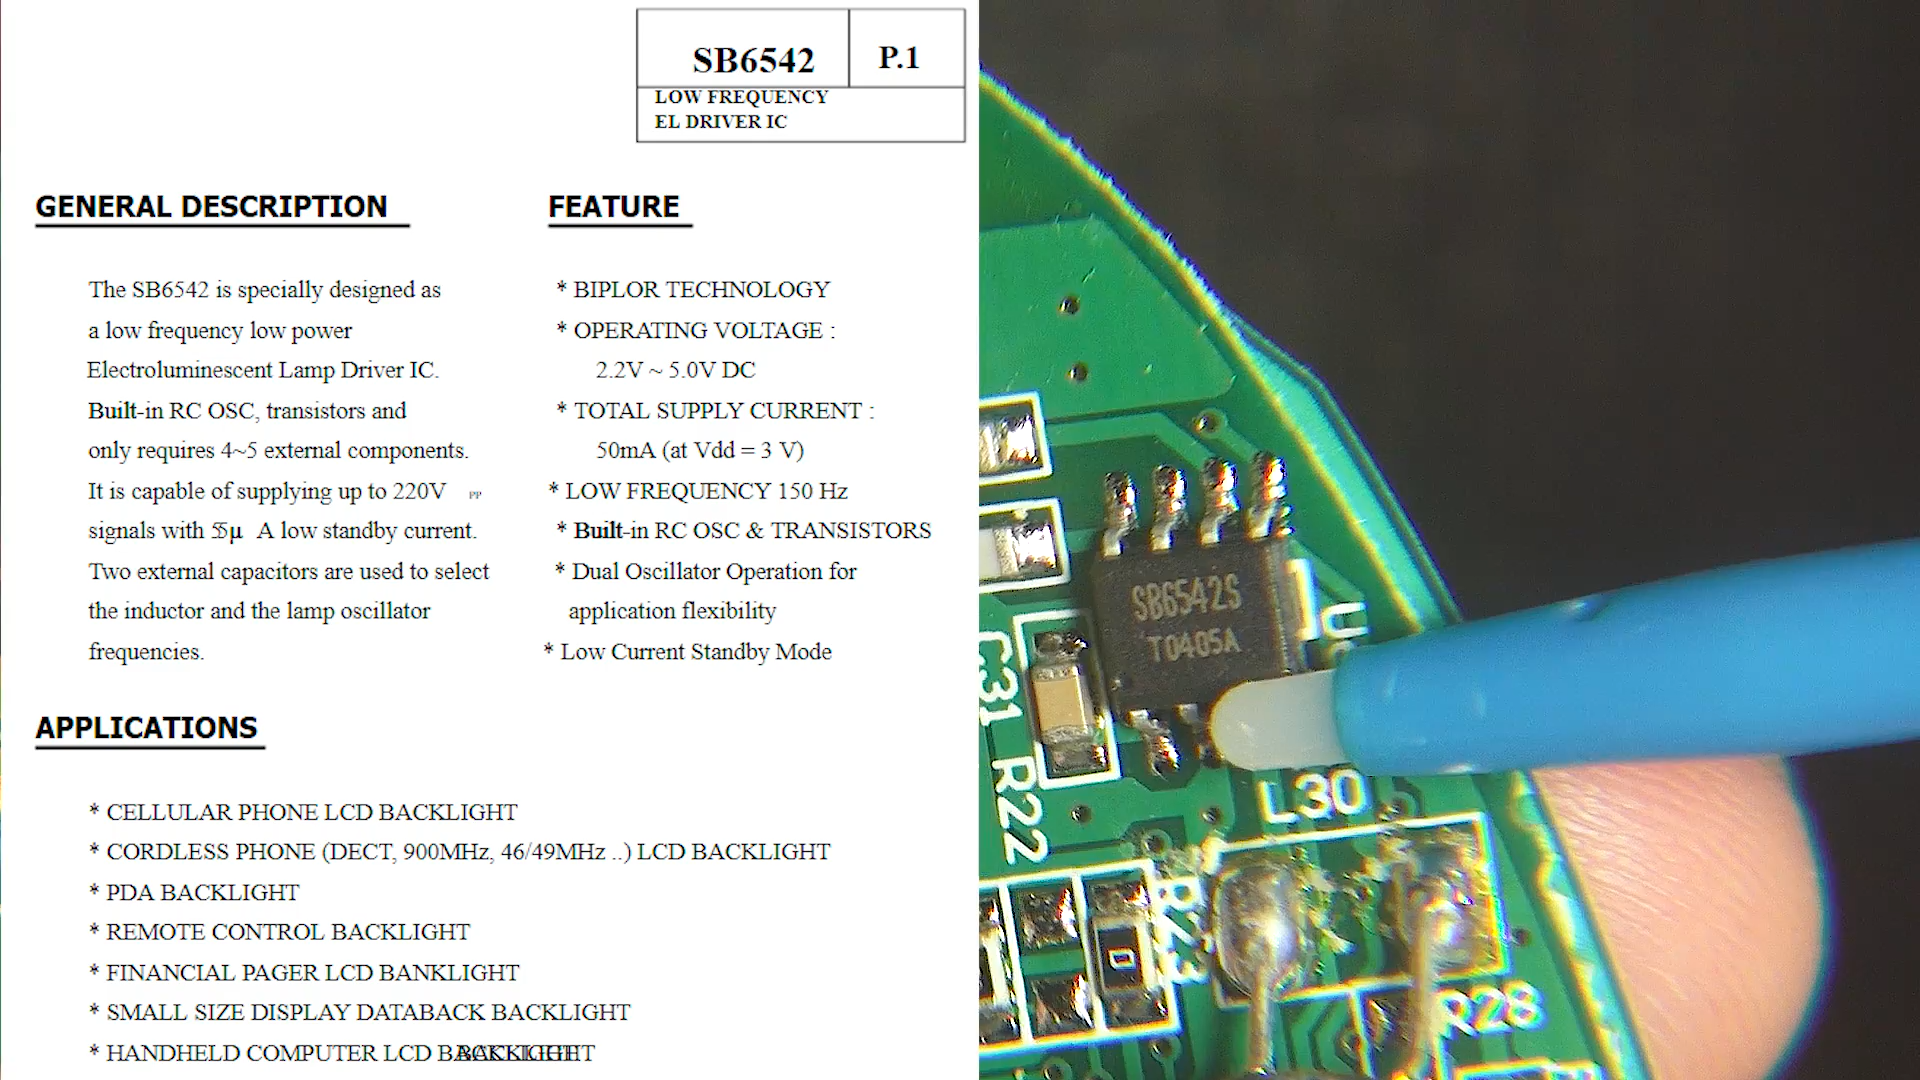 SB6542
P.1
LOW FREQUENCY
EL DRIVER IC
GENERAL DESCRIPTION
The SB6542 is specially designed as
a low frequency low power
Electroluminescent Lamp Driver IC.
Built-in RC OSC, transistors and
only requires 4~5 external components.
It is capable of supplying up to 220V PP
signals with 55μ A low standby current.
Two external capacitors are used to select
the inductor and the lamp oscillator
frequencies.
FEATURE
* BIPLOR TECHNOLOGY
* OPERATING VOLTAGE :
2.2V ~ 5.0V DC
* TOTAL SUPPLY CURRENT :
50mA (at Vdd = 3 V)
* LOW FREQUENCY 150 Hz
* Built-in RC OSC & TRANSISTORS
* Dual Oscillator Operation for
application flexibility
* Low Current Standby Mode
APPLICATIONS
* CELLULAR PHONE LCD BACKLIGHT
* CORDLESS PHONE (DECT, 900MHz, 46/49MHz ..) LCD BACKLIGHT
* PDA BACKLIGHT
* REMOTE CONTROL BACKLIGHT
* FINANCIAL PAGER LCD BANKLIGHT
* SMALL SIZE DISPLAY DATABACK BACKLIGHT
* HANDHELD COMPUTER LCD
SB6542S
T0405A
C31
R22
L30
R23
0
R28